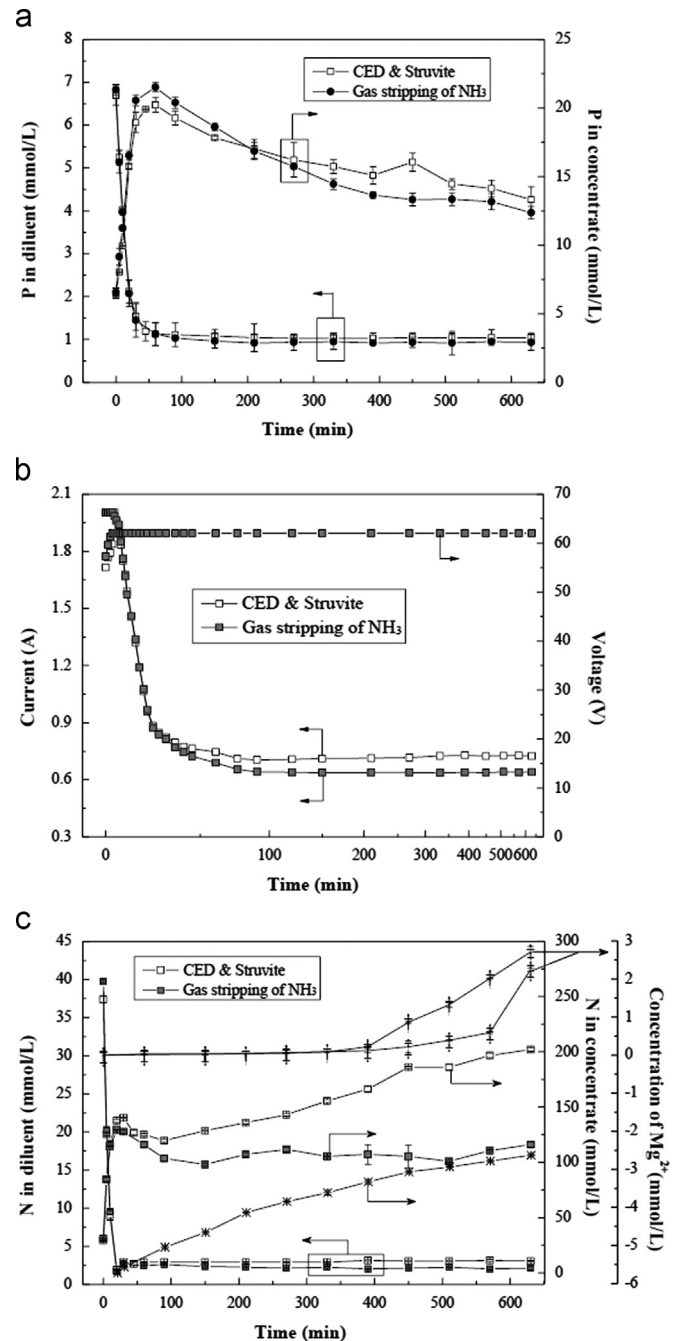 a
CED & Struvite
Gas stripping of NH₃
P in diluent (mmol/L)
8
7
6
5
4
3
2
1
0
P in concentrate (mmol/L)
25
20
15
10
5
0
0 100 200 300 400 500 600
Time (min)
b
CED & Struvite
Gas stripping of NH₃
Current (A)
2.1
1.8
1.5
1.2
0.9
0.6
0.3
Voltage (V)
70
60
50
40
30
20
10
0
0 100 200 300 400 500 600
Time (min)
c
CED & Struvite
Gas stripping of NH₃
N in diluent (mmol/L)
45
40
35
30
25
20
15
10
5
0
N in concentrate (mmol/L)
300
250
200
150
100
50
0
Concentration of Mg²⁺ (mmol/L)
3
2
1
0
-1
-2
-3
-4
-5
-6
0 100 200 300 400 500 600
Time (min)